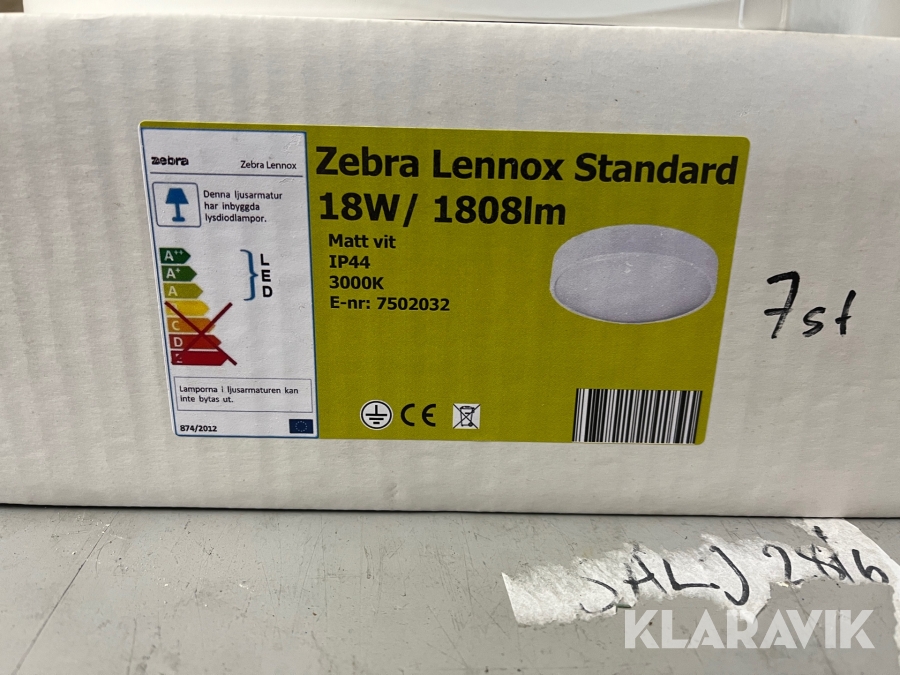 zebra
Zebra Lennox
Denna ljusarmatur
har inbyggda
lysdiodlampor.
A++
A+
A
C
D
L
E
D
Lamporna i ljusarmaturen kan
inte bytas ut.
874/2012
Zebra Lennox Standard
18W/ 1808lm
Matt vit
IP44
3000K
E-nr: 7502032
CE
7st
SALJ
KLARAVIK